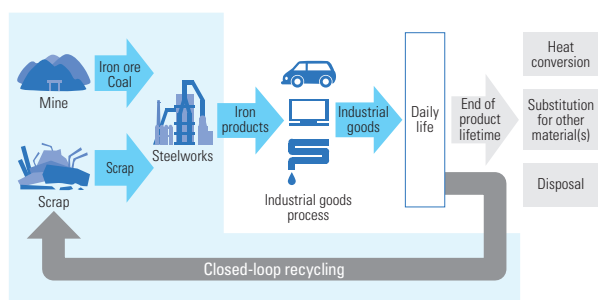 Iron ore
Coal
Mine
Scrap
Scrap
Steelworks
Iron
products
Industrial goods
process
Industrial
goods
Daily
life
End of
product
lifetime
Heat
conversion
Substitution
for other
material(s)
Disposal
Closed-loop recycling